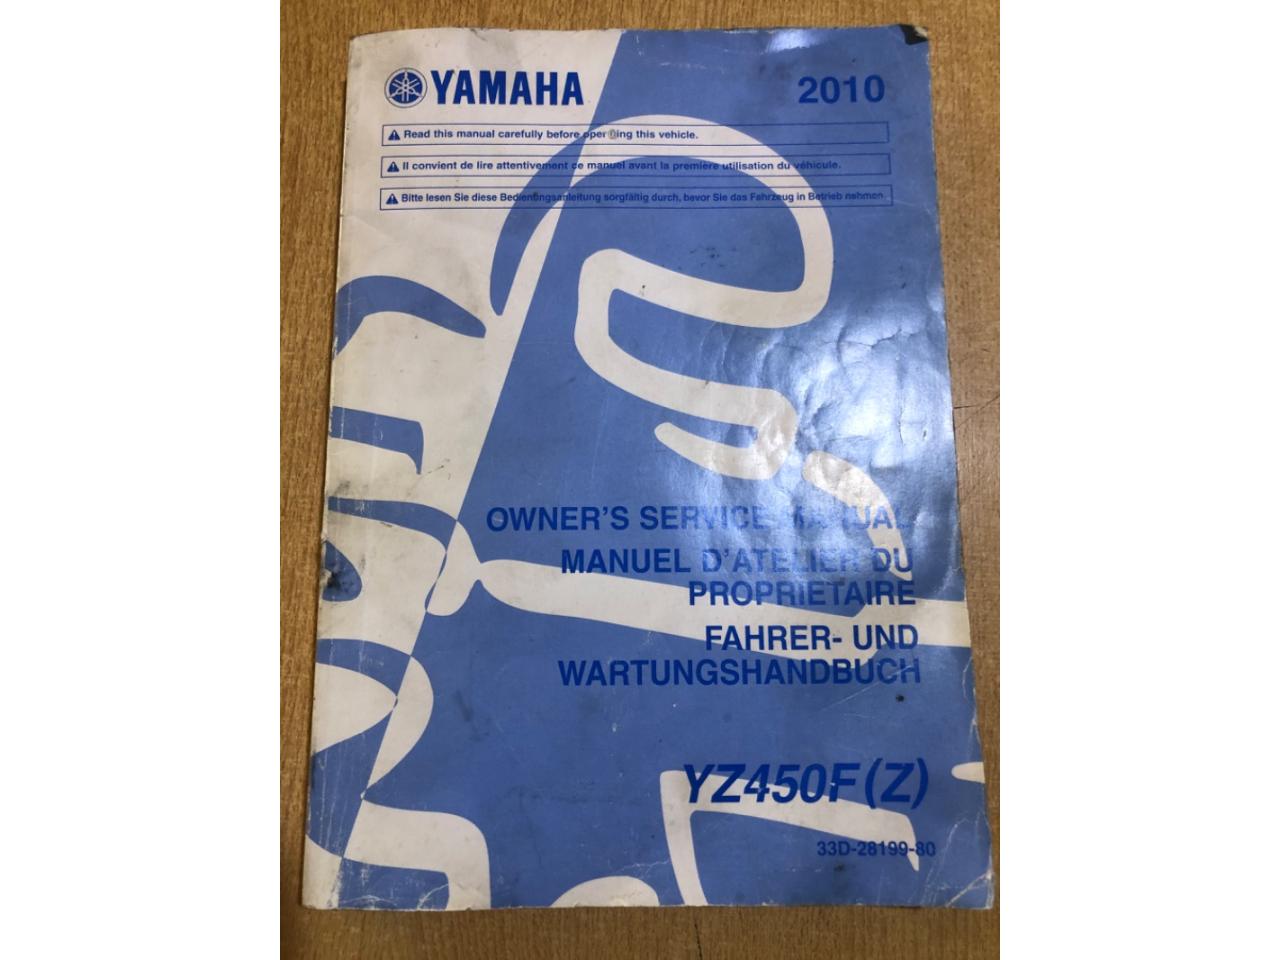 YAMAHA
2010
Read this manual carefully before operating this vehicle.
Il convient de lire attentivement ce manuel avant la première utilisation du véhicule.
Bitte lesen Sie diese Bedienungsanleitung sorgfältig durch, bevor Sie das Fahrzeug in Betrieb nehmen.
OWNER'S SERVICE MANUAL
MANUEL D'ATELIER DU
PROPRIETAIRE
FAHRER- UND
WARTUNGSHANDBUCH
YZ450F(Z)
33D-28199-80